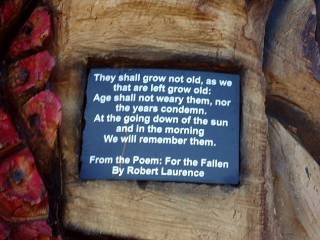 They shall grow not old, as we
that are left grow old:
Age shall not weary them, nor
the years condemn.
At the going down of the sun
and in the morning
We will remember them.
From the Poem: For the Fallen
By Robert Laurence